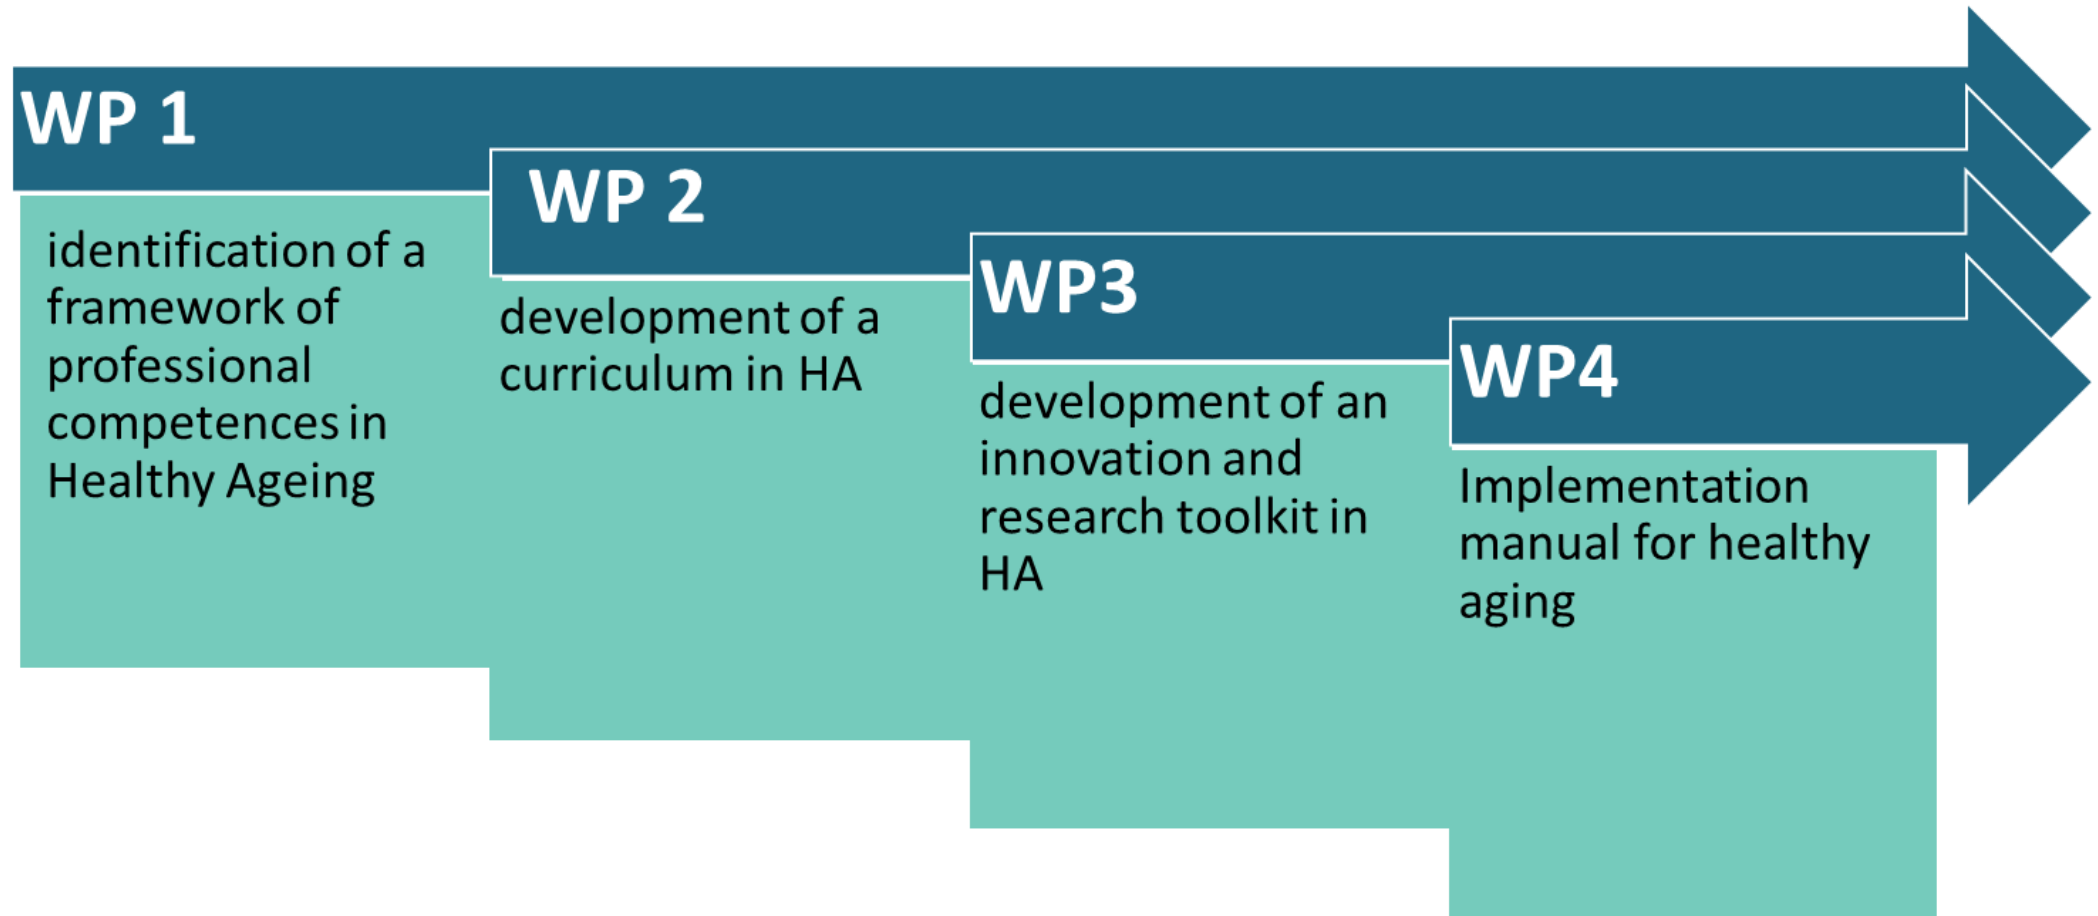 WP 1
identification of a
framework of
professional
competences in
Healthy Ageing
WP 2
development of a
curriculum in HA
WP3
development of an
innovation and
research toolkit in
HA
WP4
Implementation
manual for healthy
aging